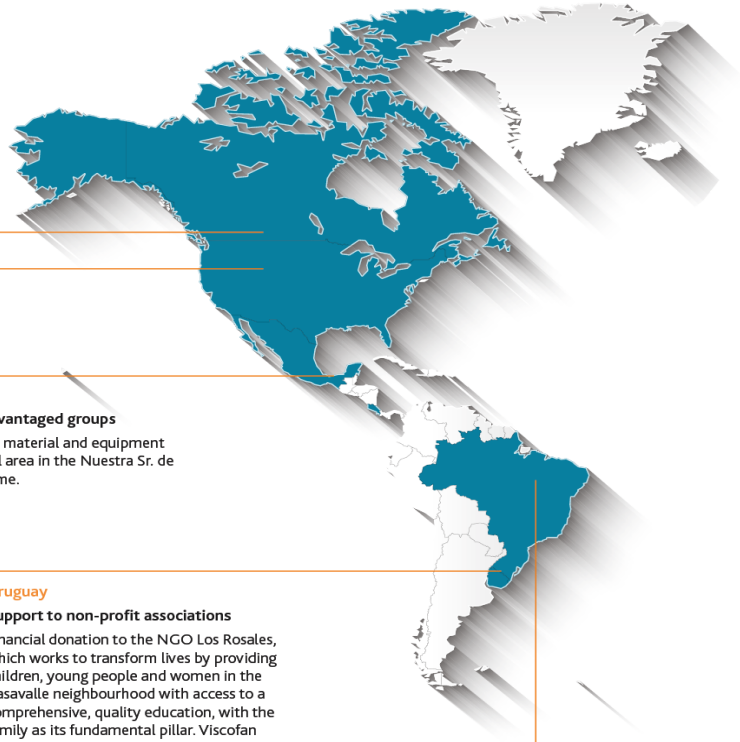 vantaged groups
material and equipment
l area in the Nuestra Sr. de
me.
ruguay
upport to non-profit associations
nancial donation to the NGO Los Rosales,
hich works to transform lives by providing
ildren, young people and women in the
asavalle neighbourhood with access to a
omprehensive, quality education, with the
mily as its fundamental pillar. Viscofan